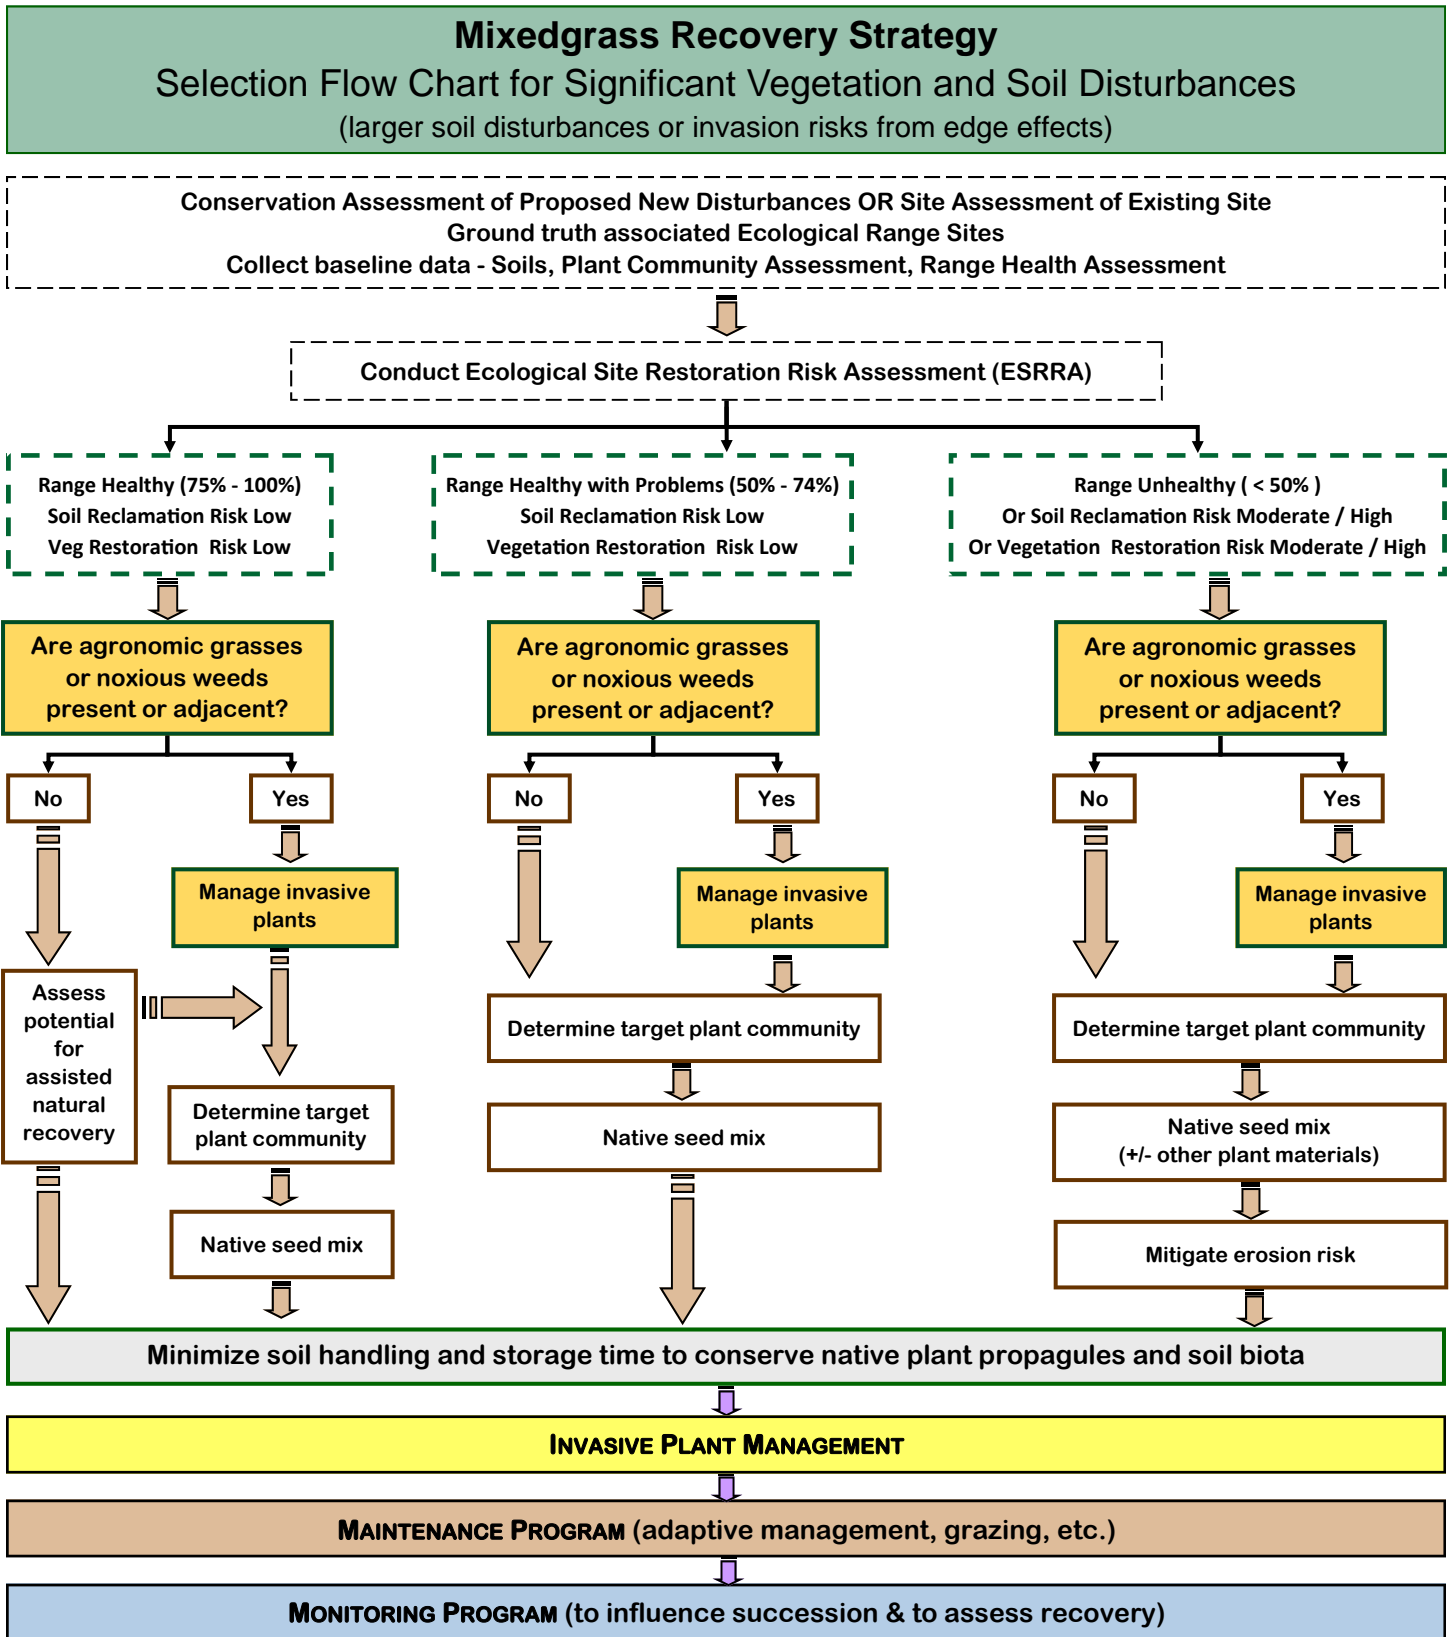 Mixedgrass Recovery Strategy
Selection Flow Chart for Significant Vegetation and Soil Disturbances
(larger soil disturbances or invasion risks from edge effects)
Conservation Assessment of Proposed New Disturbances OR Site Assessment of Existing Site
Ground truth associated Ecological Range Sites
Collect baseline data - Soils, Plant Community Assessment, Range Health Assessment
Conduct Ecological Site Restoration Risk Assessment (ESRRA)
Range Healthy (75% - 100%)
Soil Reclamation Risk Low
Veg Restoration Risk Low
Range Healthy with Problems (50% - 74%)
Soil Reclamation Risk Low
Vegetation Restoration Risk Low
Range Unhealthy ( < 50% )
Or Soil Reclamation Risk Moderate / High
Or Vegetation Restoration Risk Moderate / High
Are agronomic grasses
or noxious weeds
present or adjacent?
Are agronomic grasses
or noxious weeds
present or adjacent?
Are agronomic grasses
or noxious weeds
present or adjacent?
No
Yes
No
Yes
No
Yes
Manage invasive
plants
Manage invasive
plants
Manage invasive
plants
Assess
potential
for
assisted
natural
recovery
Determine target
plant community
Native seed mix
Determine target plant community
Native seed mix
Determine target plant community
Native seed mix
(+/- other plant materials)
Mitigate erosion risk
Minimize soil handling and storage time to conserve native plant propagules and soil biota
INVASIVE PLANT MANAGEMENT
MAINTENANCE PROGRAM (adaptive management, grazing, etc.)
MONITORING PROGRAM (to influence succession & to assess recovery)